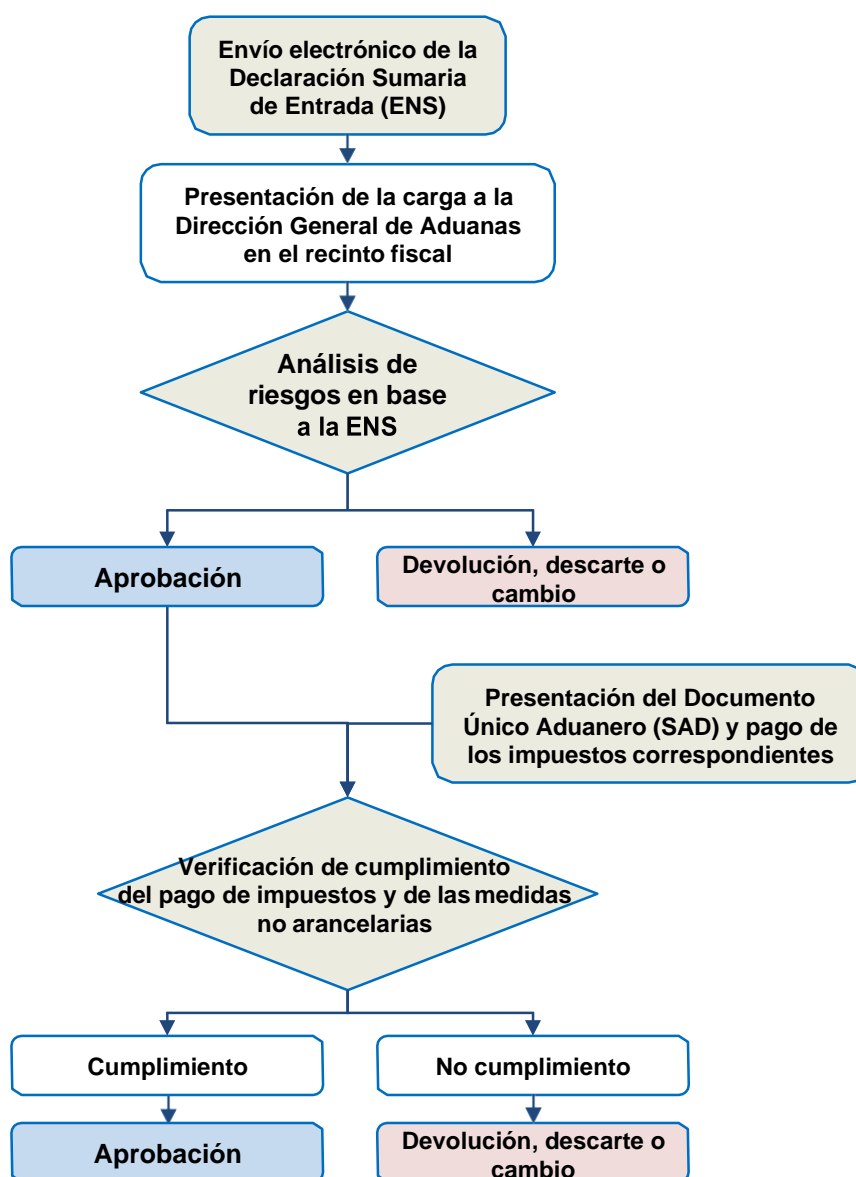 Envío electrónico de la
Declaración Sumaria
de Entrada (ENS)
Presentación de la carga a la
Dirección General de Aduanas
en el recinto fiscal
Análisis de
riesgos en base
a la ENS
Aprobación
Devolución, descarte o
cambio
Presentación del Documento
Único Aduanero (SAD) y pago de
los impuestos correspondientes
Verificación de cumplimiento
del pago de impuestos y de las medidas
no arancelarias
Cumplimiento
No cumplimiento
Aprobación
Devolución, descarte o
cambio